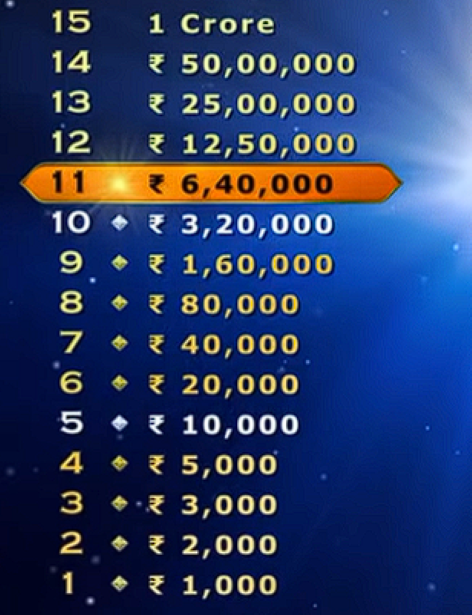 15 1 Crore
14 ₹ 50,00,000
13 ₹ 25,00,000
12 ₹ 12,50,000
11 ₹ 6,40,000
10 ₹ 3,20,000
9 ₹ 1,60,000
8 ₹ 80,000
7 ₹ 40,000
6 ₹ 20,000
5 ₹ 10,000
4 ₹ 5,000
3 ₹ 3,000
2 ₹ 2,000
1 ₹ 1,000